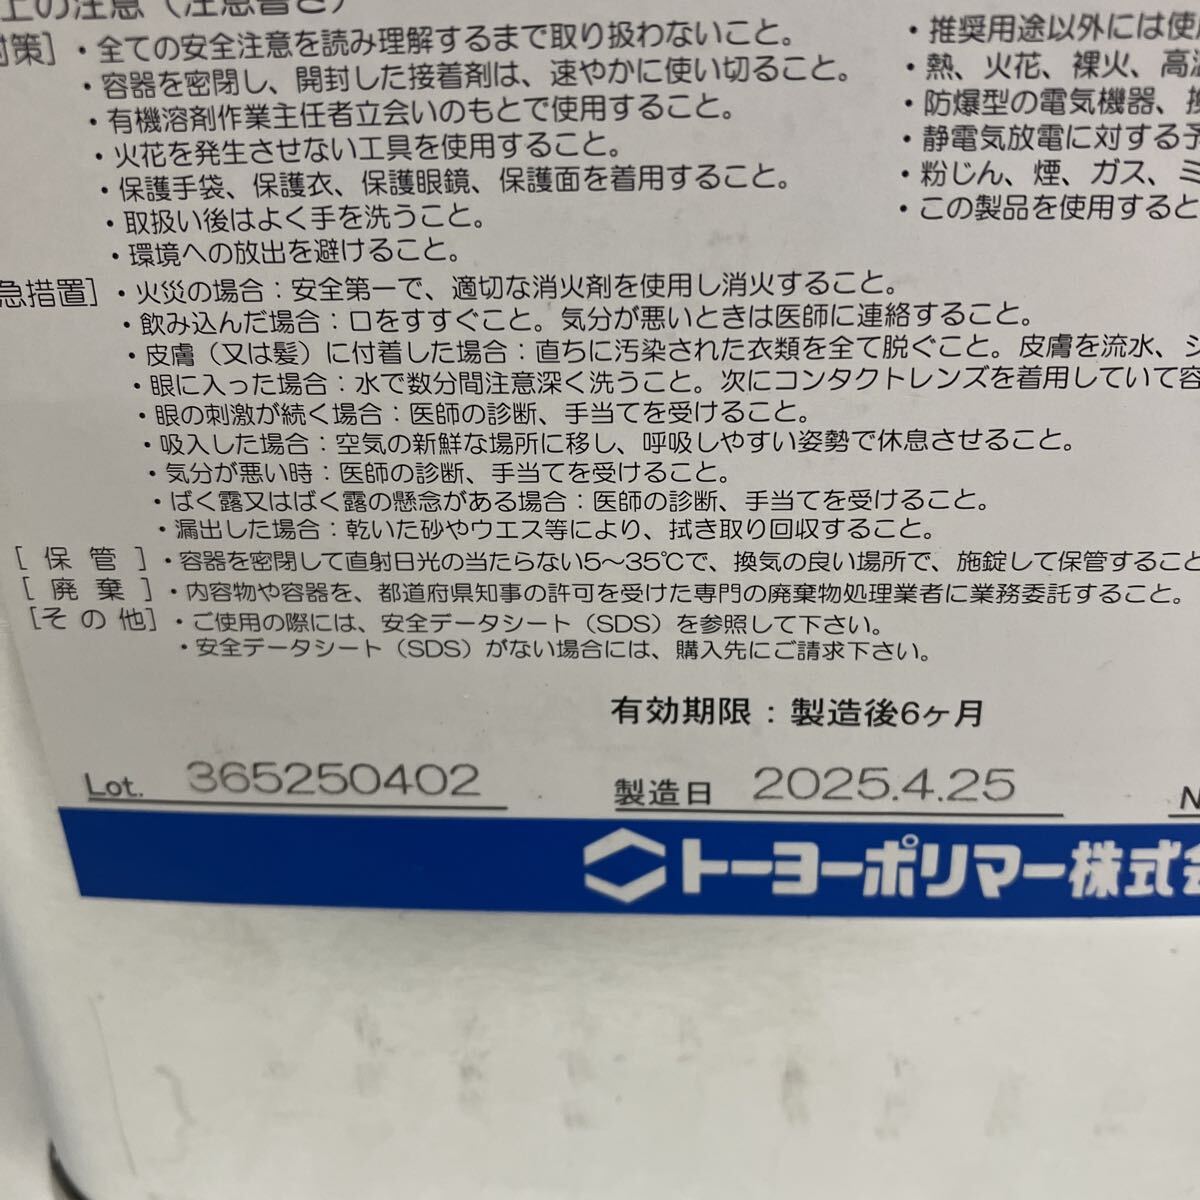 上の注意（注意書き）
対策］・全ての安全注意を読み理解するまで取り扱わないこと。
・容器を密閉し、開封した接着剤は、速やかに使い切ること。
・有機溶剤作業主任者立会いのもとで使用すること。
・火花を発生させない工具を使用すること。
・保護手袋、保護衣、保護眼鏡、保護面を着用すること。
・取扱い後はよく手を洗うこと。
・環境への放出を避けること。
・推奨用途以外には使用
・熱、火花、裸火、高温
・防爆型の電気機器、換
・静電気放電に対する予
・粉じん、煙、ガス、ミ
・この製品を使用すると
急措置］・火災の場合：安全第一で、適切な消火剤を使用し消火すること。
・飲み込んだ場合：口をすすぐこと。気分が悪いときは医師に連絡すること。
・皮膚（又は髪）に付着した場合：直ちに汚染された衣類を全て脱ぐこと。皮膚を流水、シ
・眼に入った場合：水で数分間注意深く洗うこと。次にコンタクトレンズを着用していて容
・眼の刺激が続く場合：医師の診断、手当てを受けること。
・吸入した場合：空気の新鮮な場所に移し、呼吸しやすい姿勢で休息させること。
・気分が悪い時：医師の診断、手当てを受けること。
・ばく露又はばく露の懸念がある場合：医師の診断、手当てを受けること。
・漏出した場合：乾いた砂やウエス等により、拭き取り回収すること。
［保管］・容器を密閉して直射日光の当たらない5〜35℃で、換気の良い場所で、施錠して保管すること
［廃棄］・内容物や容器を、都道府県知事の許可を受けた専門の廃棄物処理業者に業務委託すること。
［その他］・ご使用の際には、安全データシート（SDS）を参照して下さい。
・安全データシート（SDS）がない場合には、購入先にご請求下さい。
有効期限：製造後6ヶ月
Lot. 365250402 製造日 2025.4.25 N
トーヨーポリマー株式会